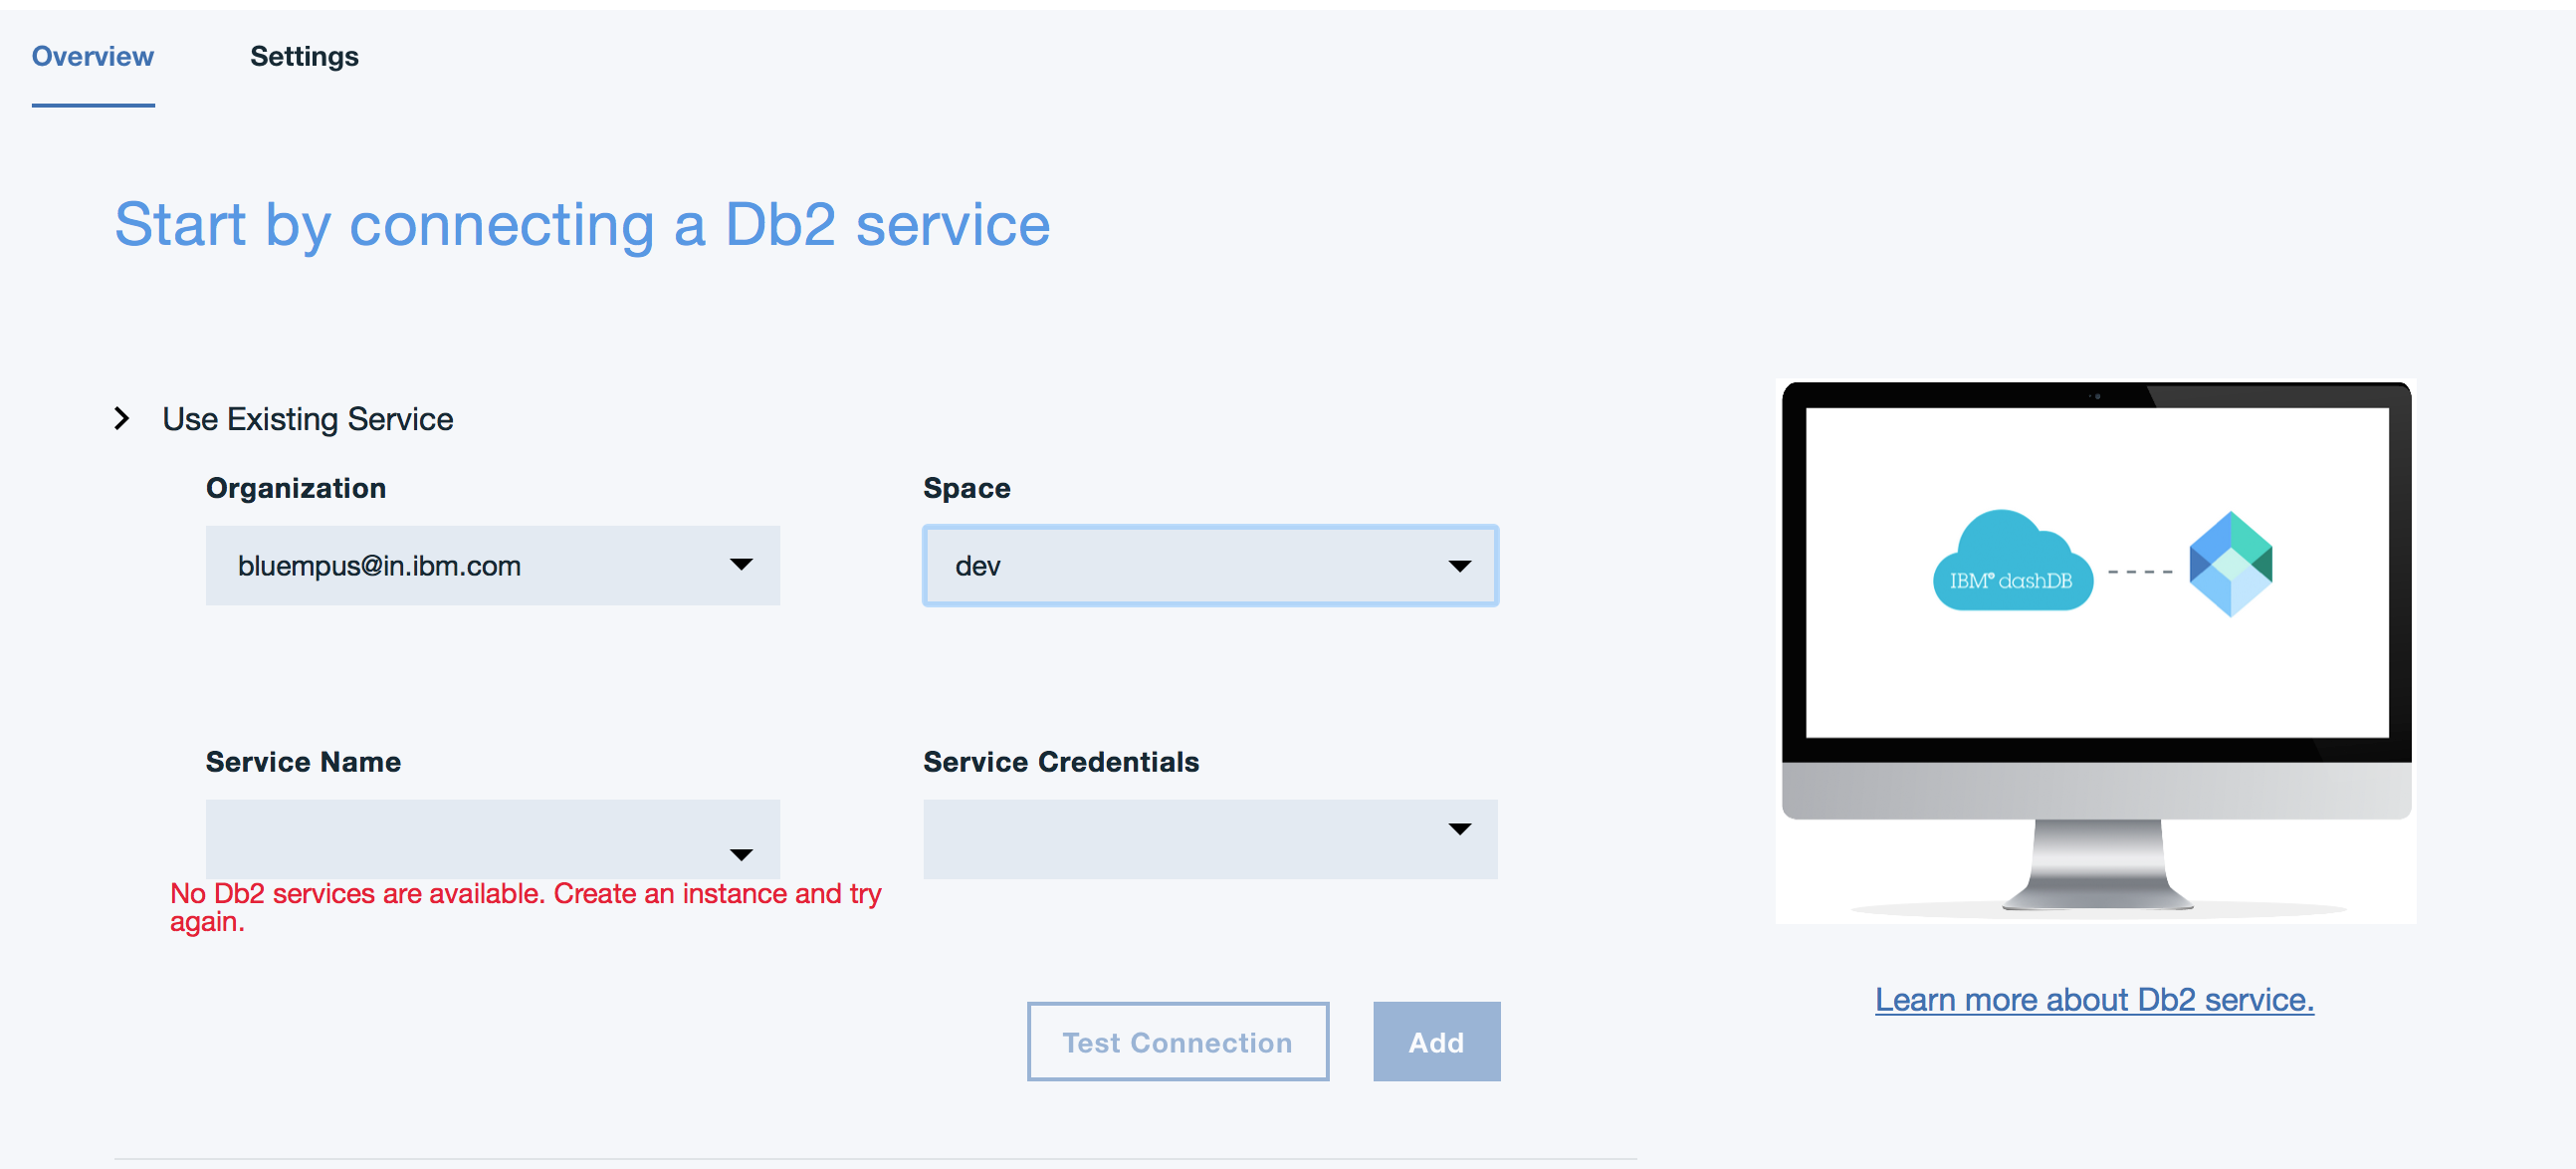 Overview Settings
Start by connecting a Db2 service
Use Existing Service
Organization Space
bluempus@in.ibm.com dev
IBM® dashDB
Service Name Service Credentials
No Db2 services are available. Create an instance and try
again.
Learn more about Db2 service.
Test Connection Add